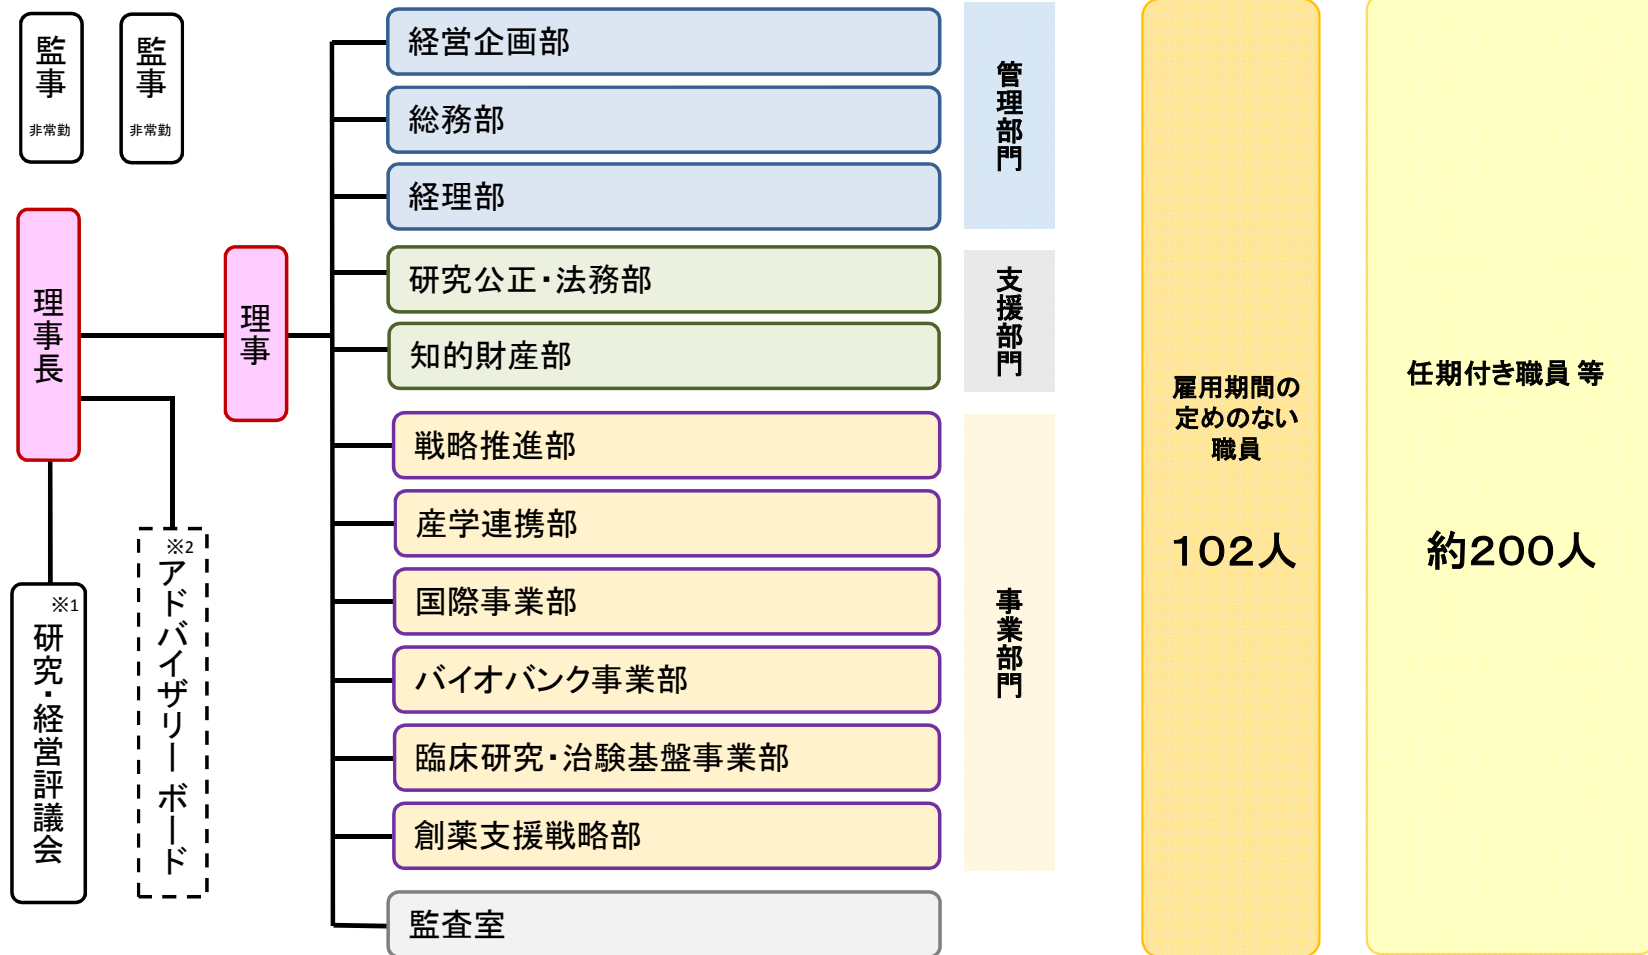 監事
非常勤
監事
非常勤
理事長
理事
※1
研究・経営評議会
※2
アドバイザリー ボード
経営企画部
総務部
経理部
研究公正・法務部
知的財産部
戦略推進部
産学連携部
国際事業部
バイオバンク事業部
臨床研究・治験基盤事業部
創薬支援戦略部
監査室
管理部門
支援部門
事業部門
雇用期間の
定めのない
職員
102人
任期付き職員 等
約200人